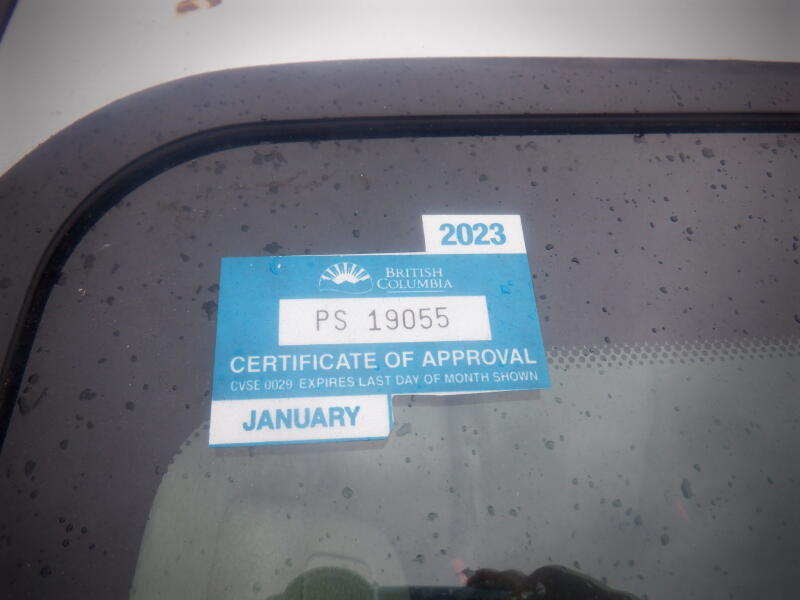 2023
BRITISH
COLUMBIA
PS 19055
CERTIFICATE OF APPROVAL
CVSE 0029 EXPIRES LAST DAY OF MONTH SHOWN
JANUARY